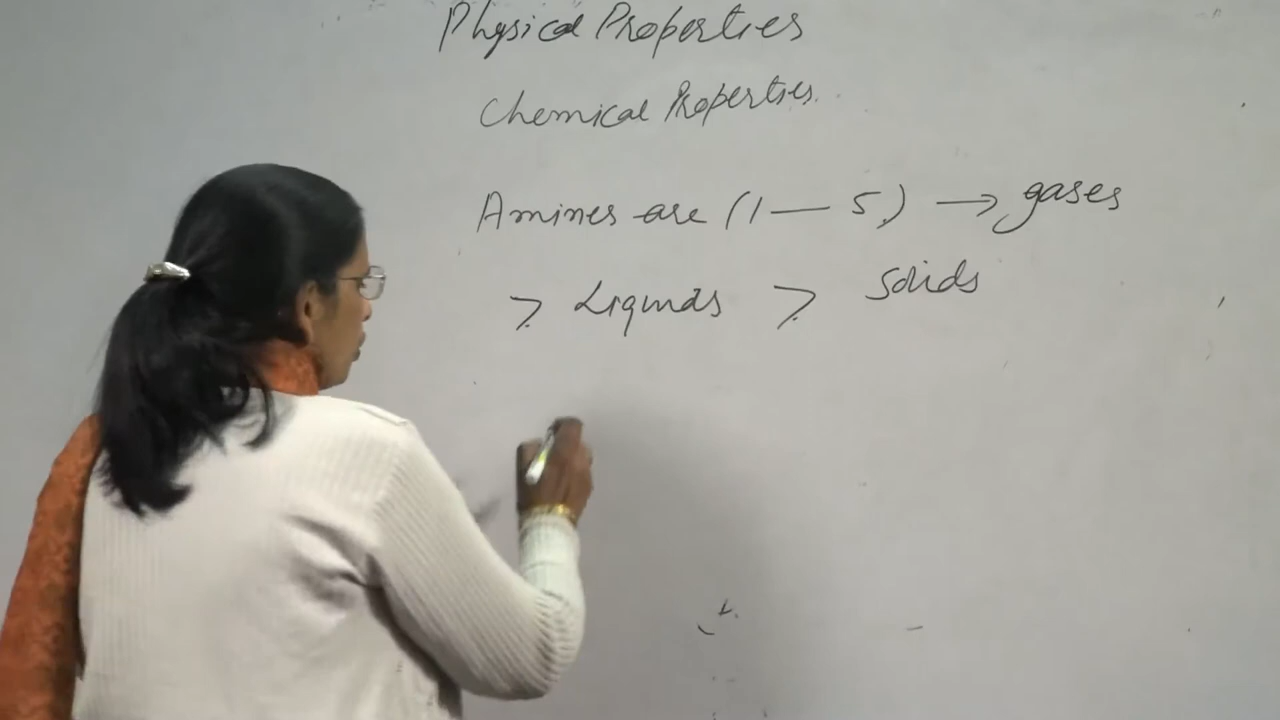 Physical Properties
Chemical Properties.
Amines are (1 — 5) → gases
> Liquids > Solids